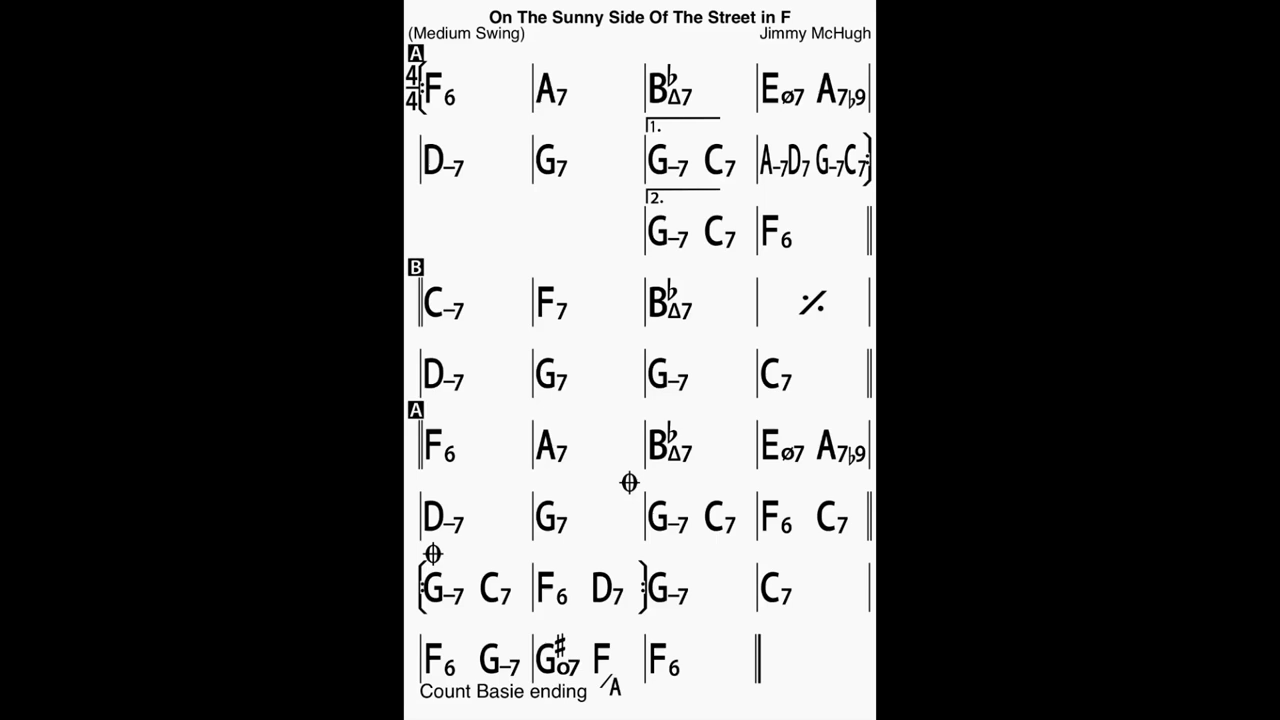 On The Sunny Side Of The Street in F
(Medium Swing) Jimmy McHugh
A
4/4 F6 A7 B♭Δ7 Eø7 A7♭9
1.
D–7 G7 G–7 C7 A–7 D7 G–7 C7
2.
G–7 C7 F6
B
C–7 F7 B♭Δ7 𝄎
D–7 G7 G–7 C7
A
F6 A7 B♭Δ7 Eø7 A7♭9
D–7 G7 G–7 C7 F6 C7
G–7 C7 F6 D7 G–7 C7
F6 G–7 G♯o7 F/A F6
Count Basie ending